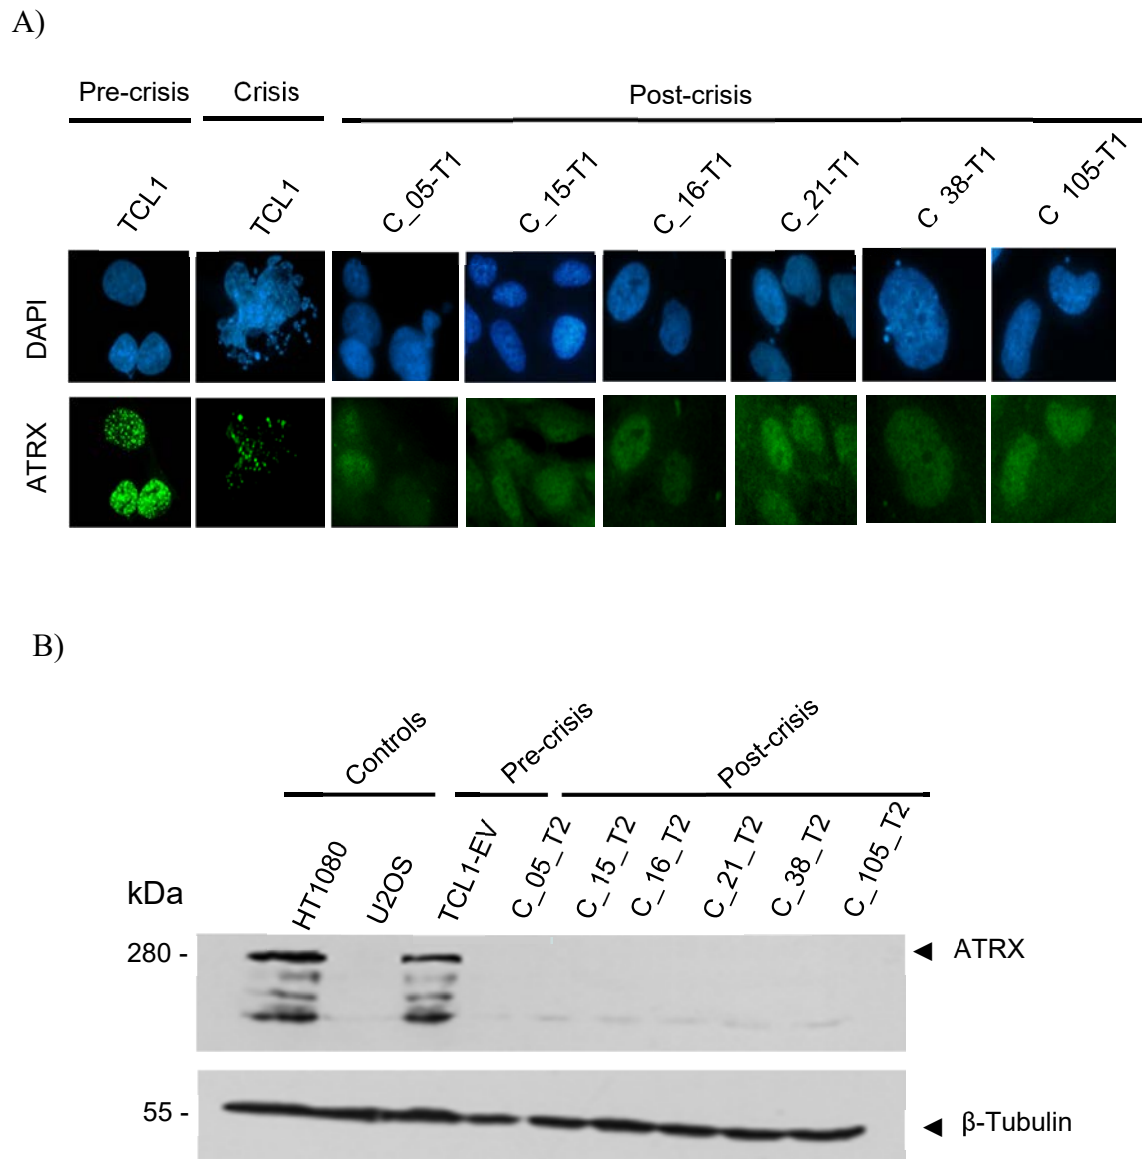 A)
Pre-crisis Crisis Post-crisis
TCL1 TCL1 C_05-T1 C_15-T1 C_16-T1 C_21-T1 C_38-T1 C_105-T1
DAPI
ATRX
B)
Controls Pre-crisis Post-crisis
HT1080 U2OS TCL1-EV C_05_T2 C_15_T2 C_16_T2 C_21_T2 C_38_T2 C_105_T2
kDa
280 - ATRX
55 - β-Tubulin